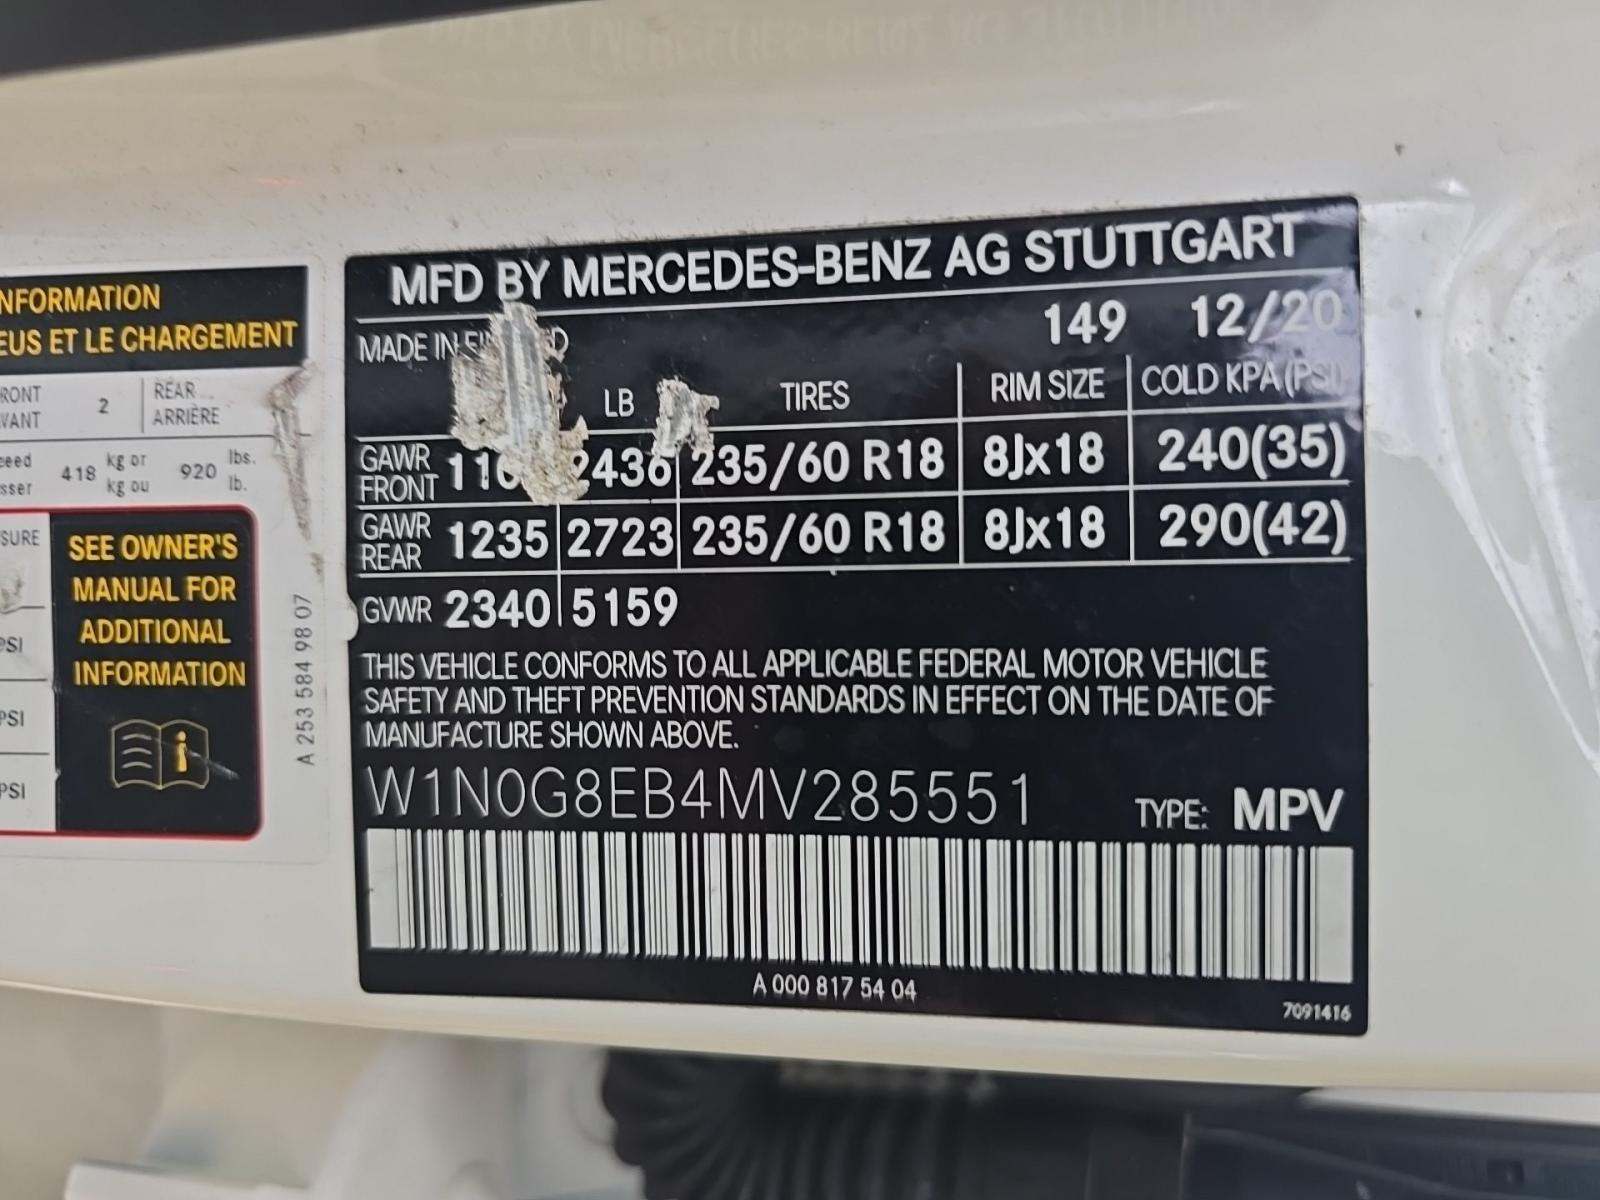 NFORMATION
EUS ET LE CHARGEMENT
RONT
VANT
2
REAR
ARRIÈRE
418
kg or
kg ou
920
lbs.
lb.
SEE OWNER'S
MANUAL FOR
ADDITIONAL
INFORMATION
PSI
PSI
A 253 584 98 07
MFD BY MERCEDES-BENZ AG STUTTGART
MADE IN
149 12/20
LB TIRES RIM SIZE COLD KPA(PSI)
GAWR FRONT 2436 235/60 R18 8Jx18 240(35)
GAWR REAR 1235 2723 235/60 R18 8Jx18 290(42)
GVWR 2340 5159
THIS VEHICLE CONFORMS TO ALL APPLICABLE FEDERAL MOTOR VEHICLE
SAFETY AND THEFT PREVENTION STANDARDS IN EFFECT ON THE DATE OF
MANUFACTURE SHOWN ABOVE.
W1N0G8EB4MV285551 TYPE: MPV
A 000 817 54 04
7091416